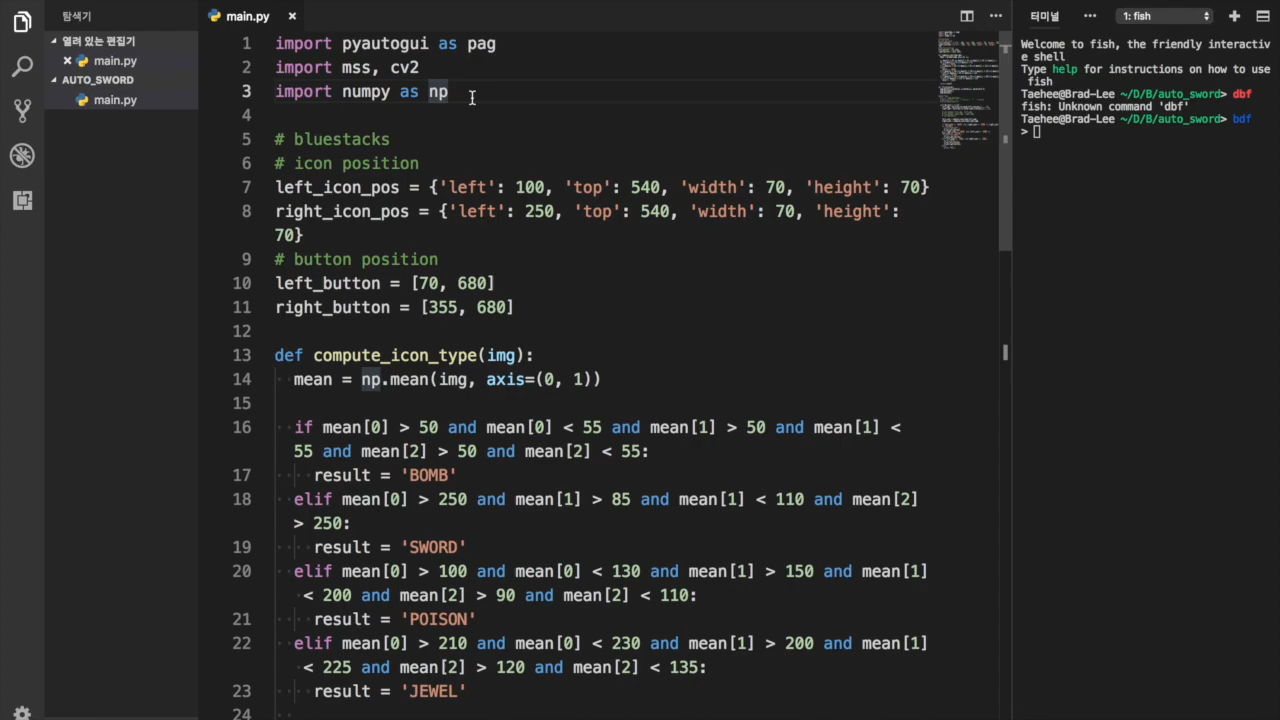 탐색기
열려 있는 편집기
main.py
AUTO_SWORD
main.py
main.py
1 import pyautogui as pag
2 import mss, cv2
3 import numpy as np
4
5 # bluestacks
6 # icon position
7 left_icon_pos = {'left': 100, 'top': 540, 'width': 70, 'height': 70}
8 right_icon_pos = {'left': 250, 'top': 540, 'width': 70, 'height':
70}
9 # button position
10 left_button = [70, 680]
11 right_button = [355, 680]
12
13 def compute_icon_type(img):
14 mean = np.mean(img, axis=(0, 1))
15
16 if mean[0] > 50 and mean[0] < 55 and mean[1] > 50 and mean[1] <
55 and mean[2] > 50 and mean[2] < 55:
17 result = 'BOMB'
18 elif mean[0] > 250 and mean[1] > 85 and mean[1] < 110 and mean[2]
> 250:
19 result = 'SWORD'
20 elif mean[0] > 100 and mean[0] < 130 and mean[1] > 150 and mean[1]
< 200 and mean[2] > 90 and mean[2] < 110:
21 result = 'POISON'
22 elif mean[0] > 210 and mean[0] < 230 and mean[1] > 200 and mean[1]
< 225 and mean[2] > 120 and mean[2] < 135:
23 result = 'JEWEL'
24
터미널
1: fish
Welcome to fish, the friendly interactiv
e shell
Type help for instructions on how to use
fish
Taehee@Brad-Lee ~/D/B/auto_sword> dbf
fish: Unknown command 'dbf'
Taehee@Brad-Lee ~/D/B/auto_sword> bdf
>